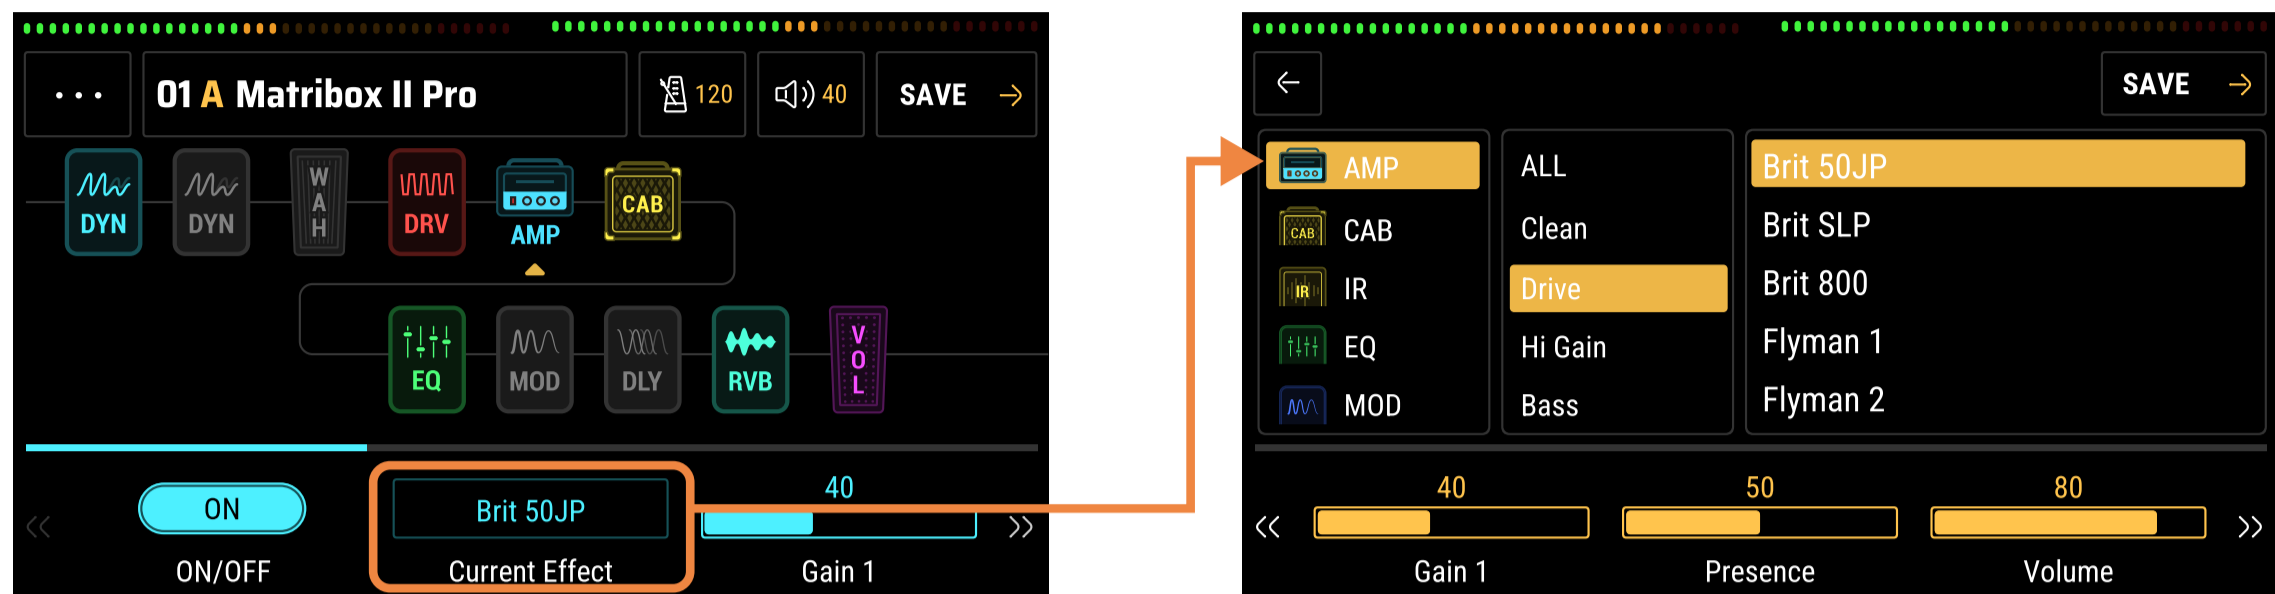 ... 01 A Matribox II Pro 120 40 SAVE →
DYN DYN WAH DRV AMP CAB
EQ MOD DLY RVB VOL
ON Brit 50JP 40
ON/OFF Current Effect Gain 1
← SAVE →
AMP ALL Brit 50JP
CAB CAB Clean Brit SLP
IR IR Drive Brit 800
EQ Hi Gain Flyman 1
MOD Bass Flyman 2
40 50 80
Gain 1 Presence Volume